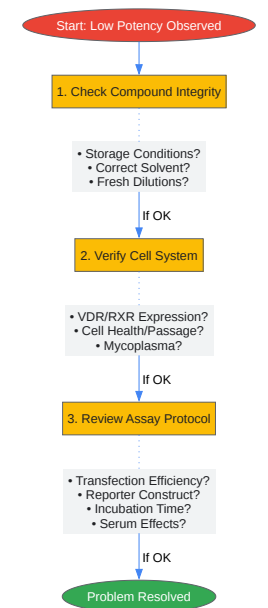 Start: Low Potency Observed
1. Check Compound Integrity
• Storage Conditions?
• Correct Solvent?
• Fresh Dilutions?
If OK
2. Verify Cell System
• VDR/RXR Expression?
• Cell Health/Passage?
• Mycoplasma?
If OK
3. Review Assay Protocol
• Transfection Efficiency?
• Reporter Construct?
• Incubation Time?
• Serum Effects?
If OK
Problem Resolved